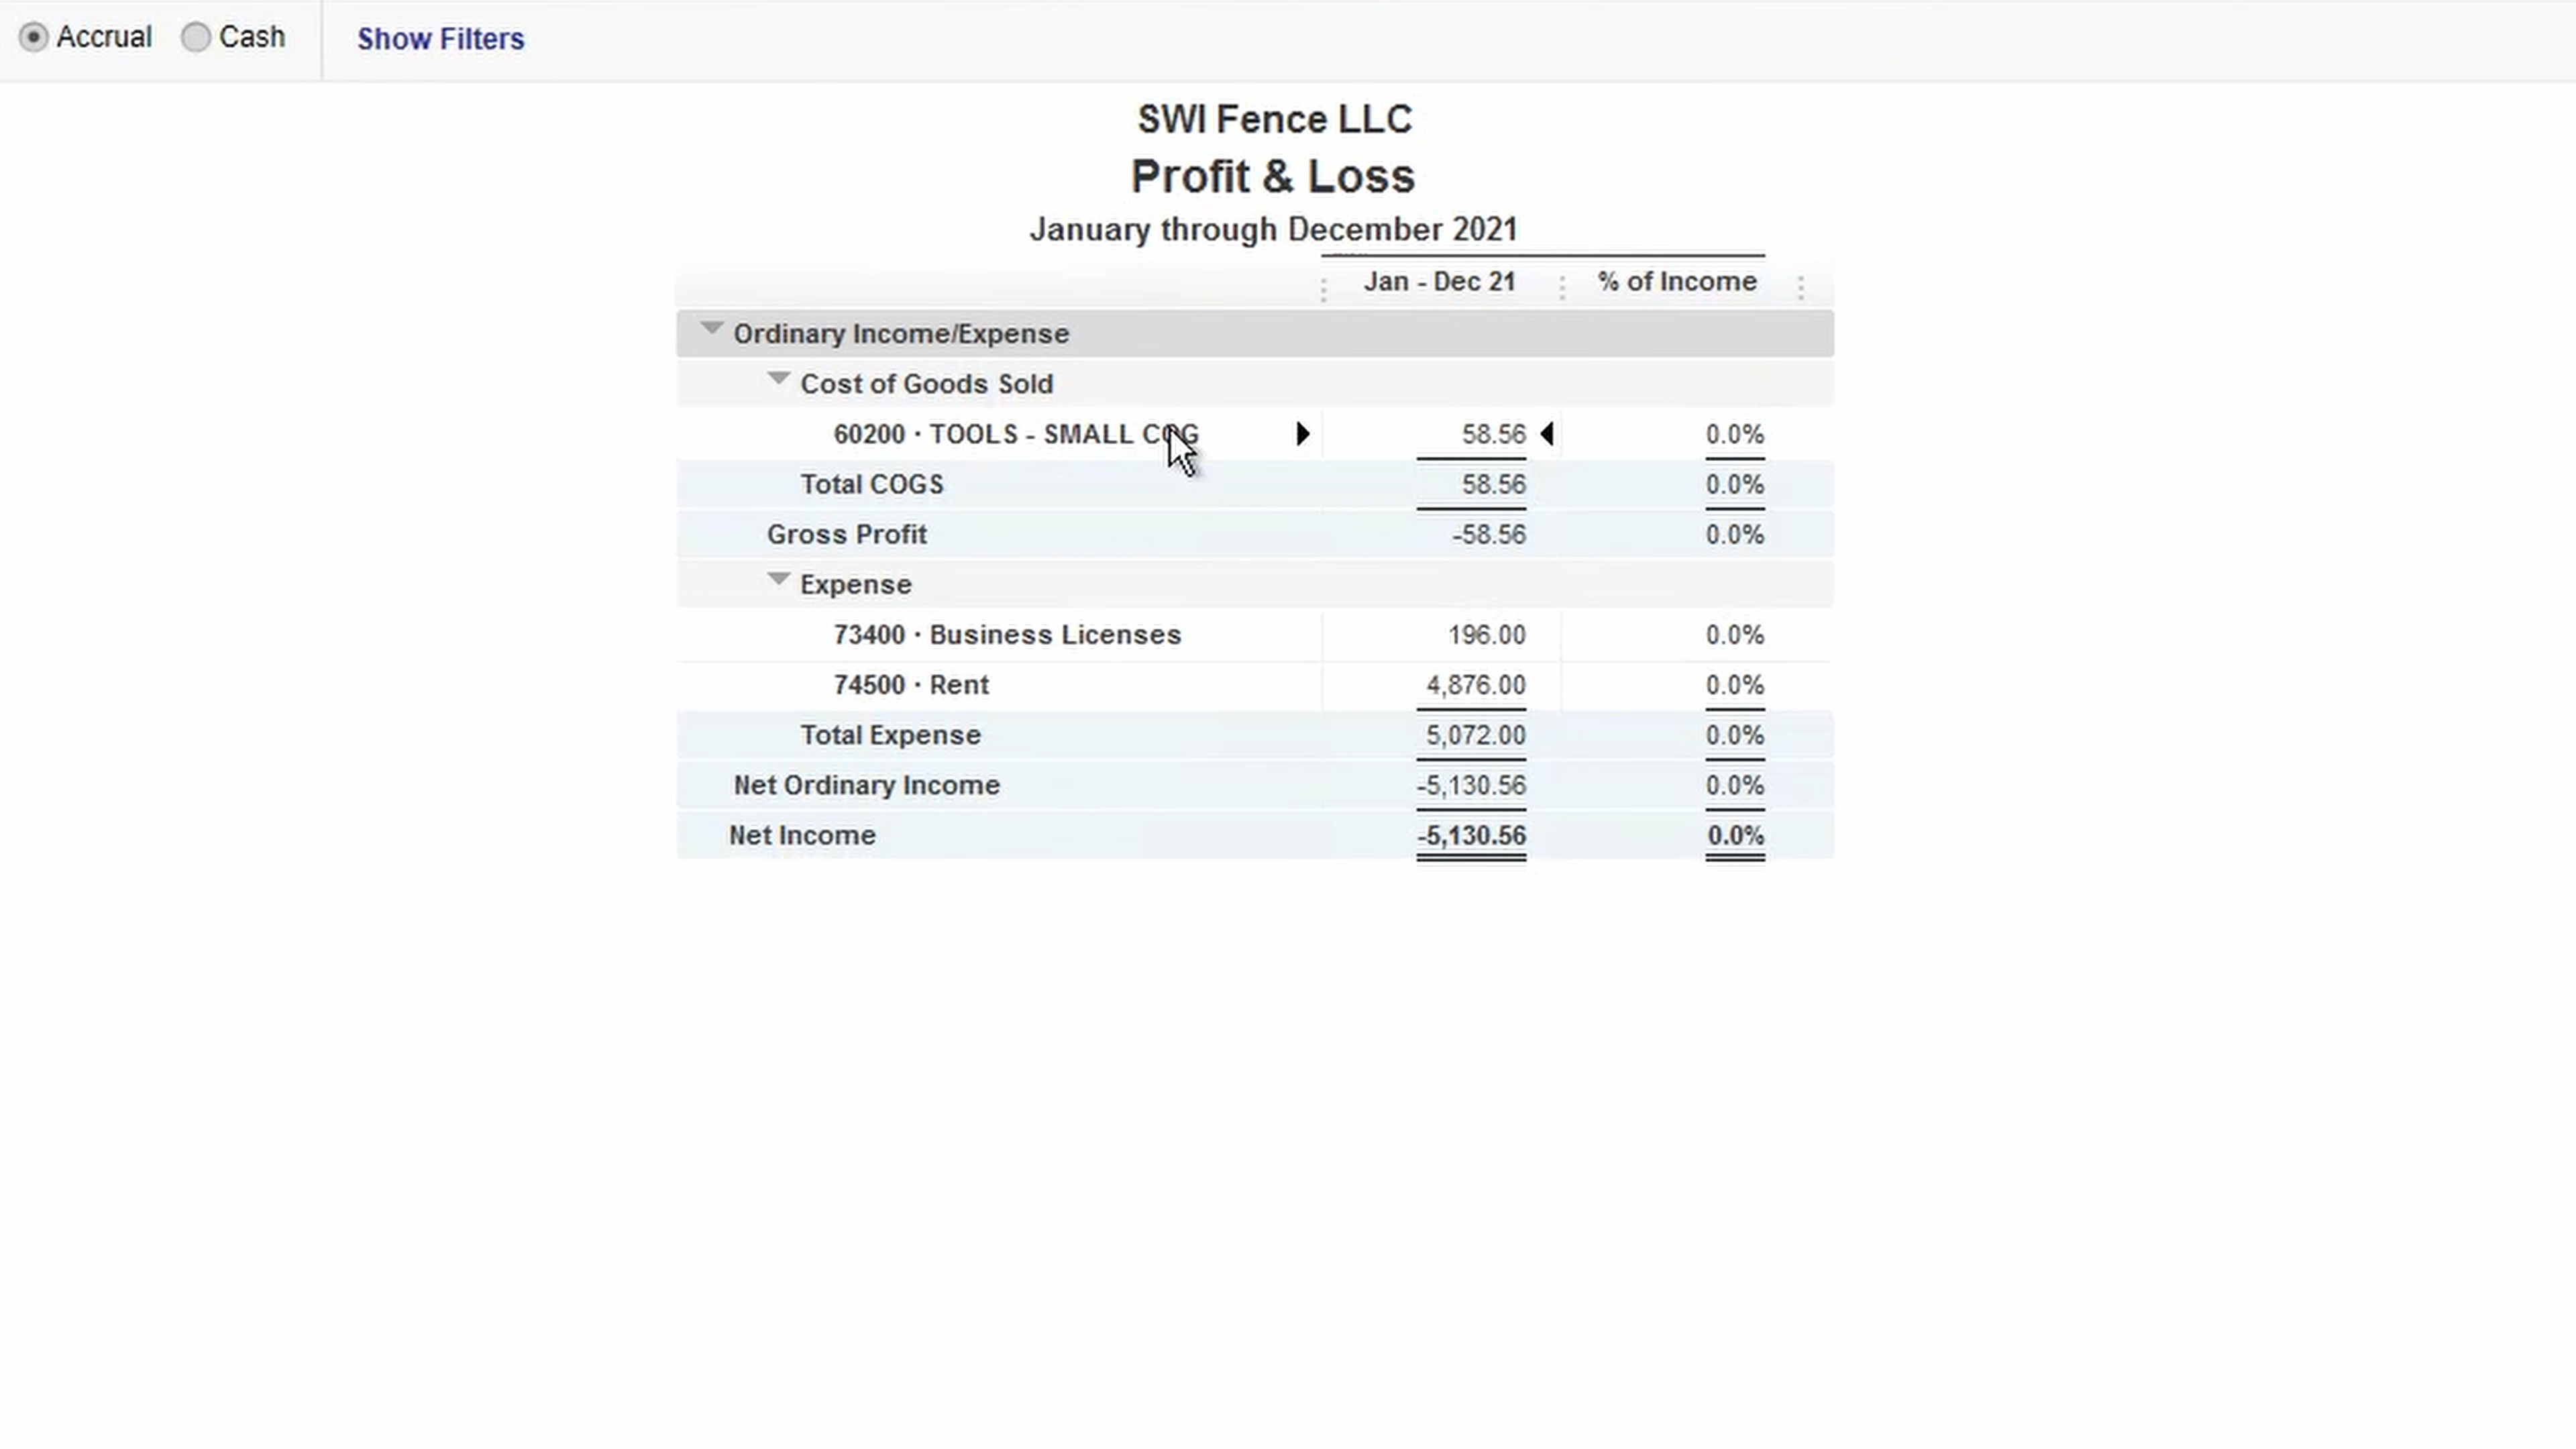 Accrual Cash Show Filters
SWI Fence LLC
Profit & Loss
January through December 2021
Jan - Dec 21 % of Income
Ordinary Income/Expense
Cost of Goods Sold
60200 · TOOLS - SMALL COG 58.56 0.0%
Total COGS 58.56 0.0%
Gross Profit -58.56 0.0%
Expense
73400 · Business Licenses 196.00 0.0%
74500 · Rent 4,876.00 0.0%
Total Expense 5,072.00 0.0%
Net Ordinary Income -5,130.56 0.0%
Net Income -5,130.56 0.0%